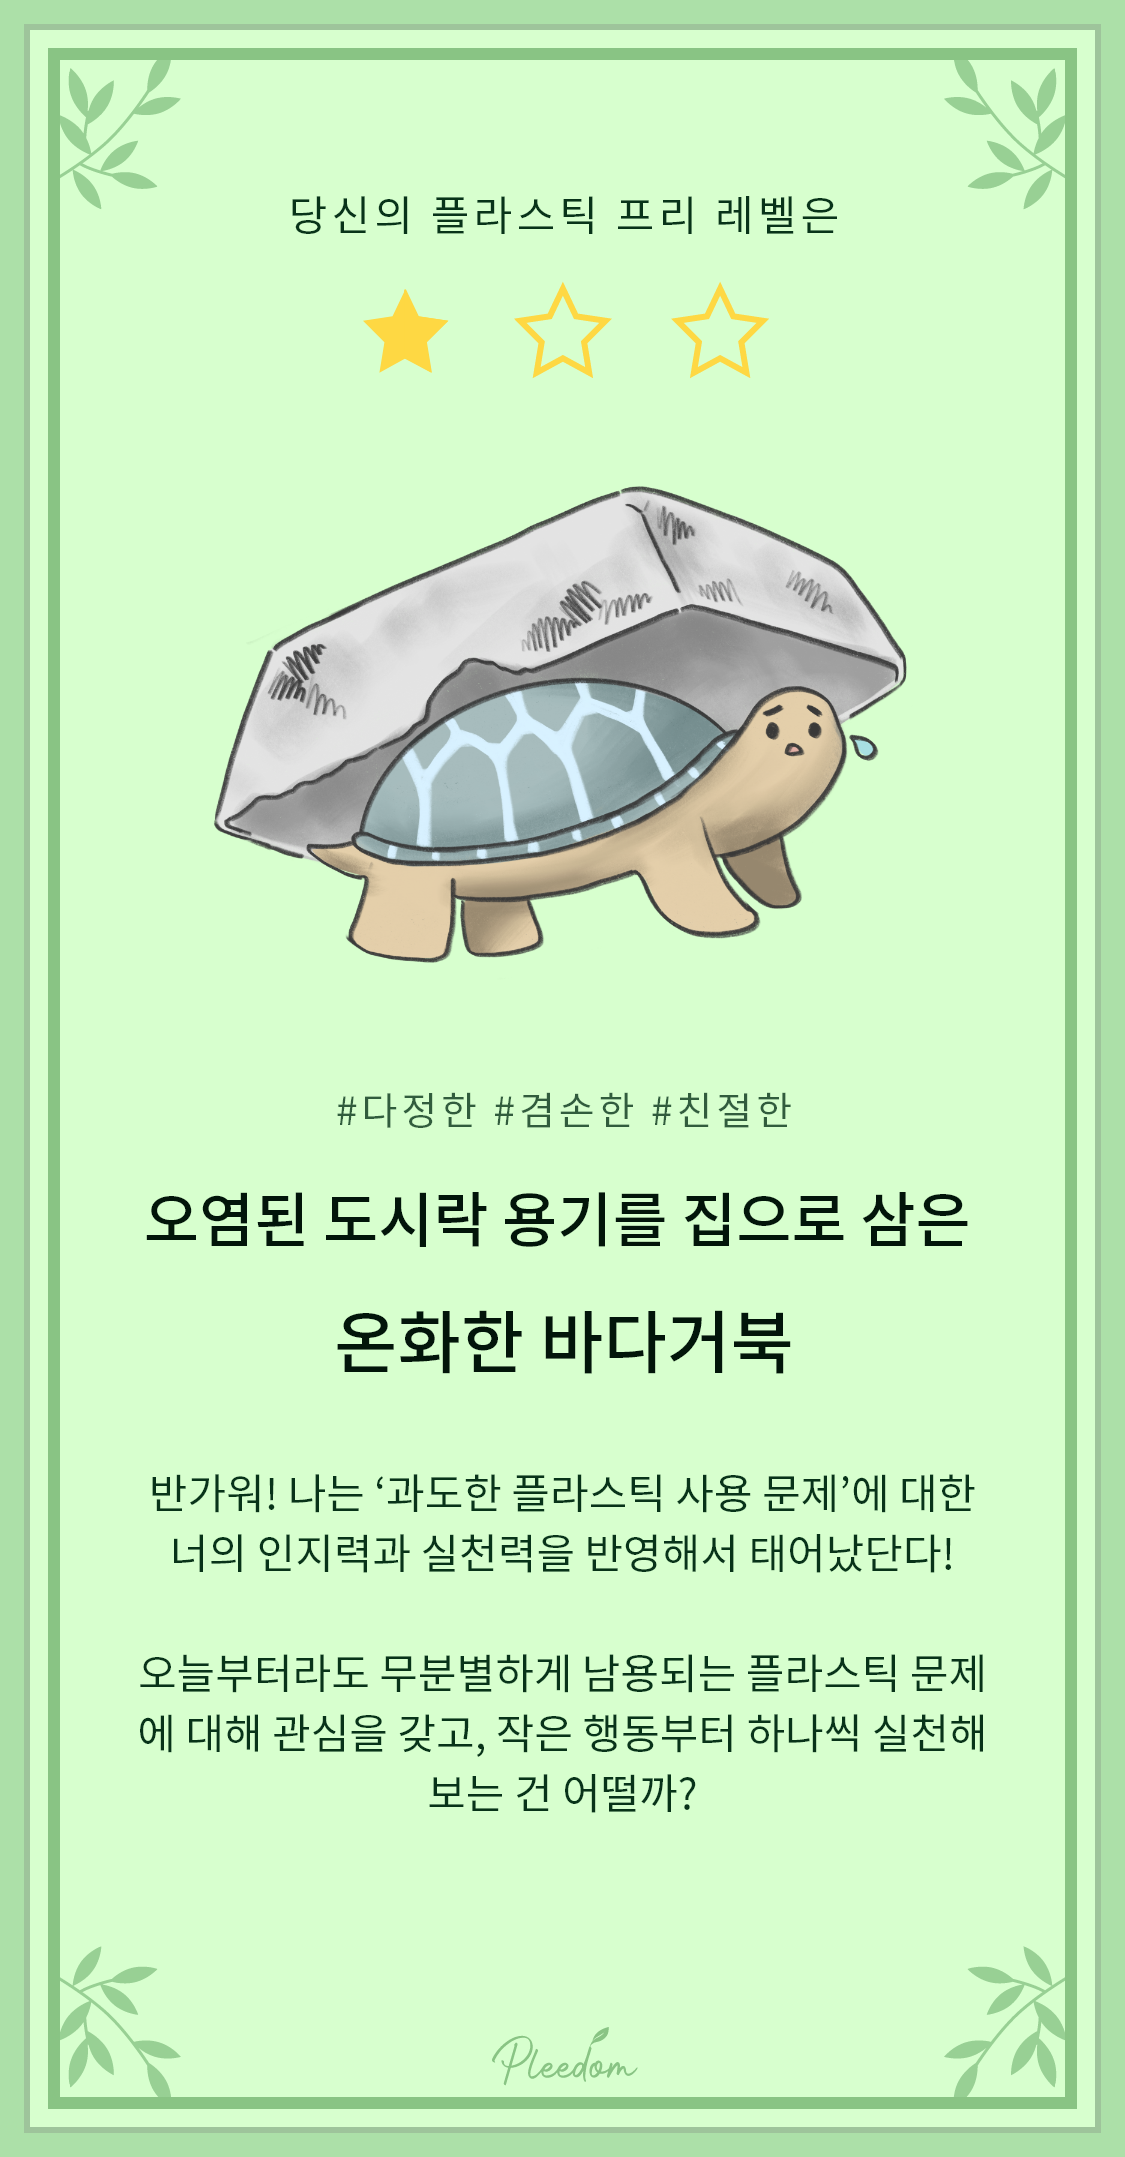 당신의 플라스틱 프리 레벨은
#다정한 #겸손한 #친절한
오염된 도시락 용기를 집으로 삼은
온화한 바다거북
반가워! 나는 ‘과도한 플라스틱 사용 문제’에 대한
너의 인지력과 실천력을 반영해서 태어났단다!
오늘부터라도 무분별하게 남용되는 플라스틱 문제
에 대해 관심을 갖고, 작은 행동부터 하나씩 실천해
보는 건 어떨까?
Pleedom